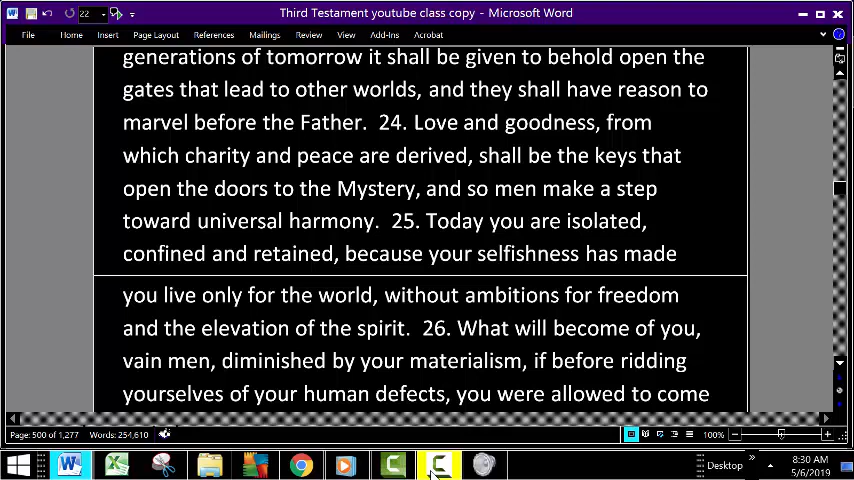 22
Third Testament youtube class copy - Microsoft Word
File Home Insert Page Layout References Mailings Review View Add-Ins Acrobat
generations of tomorrow it shall be given to behold open the
gates that lead to other worlds, and they shall have reason to
marvel before the Father. 24. Love and goodness, from
which charity and peace are derived, shall be the keys that
open the doors to the Mystery, and so men make a step
toward universal harmony. 25. Today you are isolated,
confined and retained, because your selfishness has made
you live only for the world, without ambitions for freedom
and the elevation of the spirit. 26. What will become of you,
vain men, diminished by your materialism, if before ridding
yourselves of your human defects, you were allowed to come
Page: 500 of 1,277 Words: 254,610 100%
Desktop
8:30 AM
5/6/2019